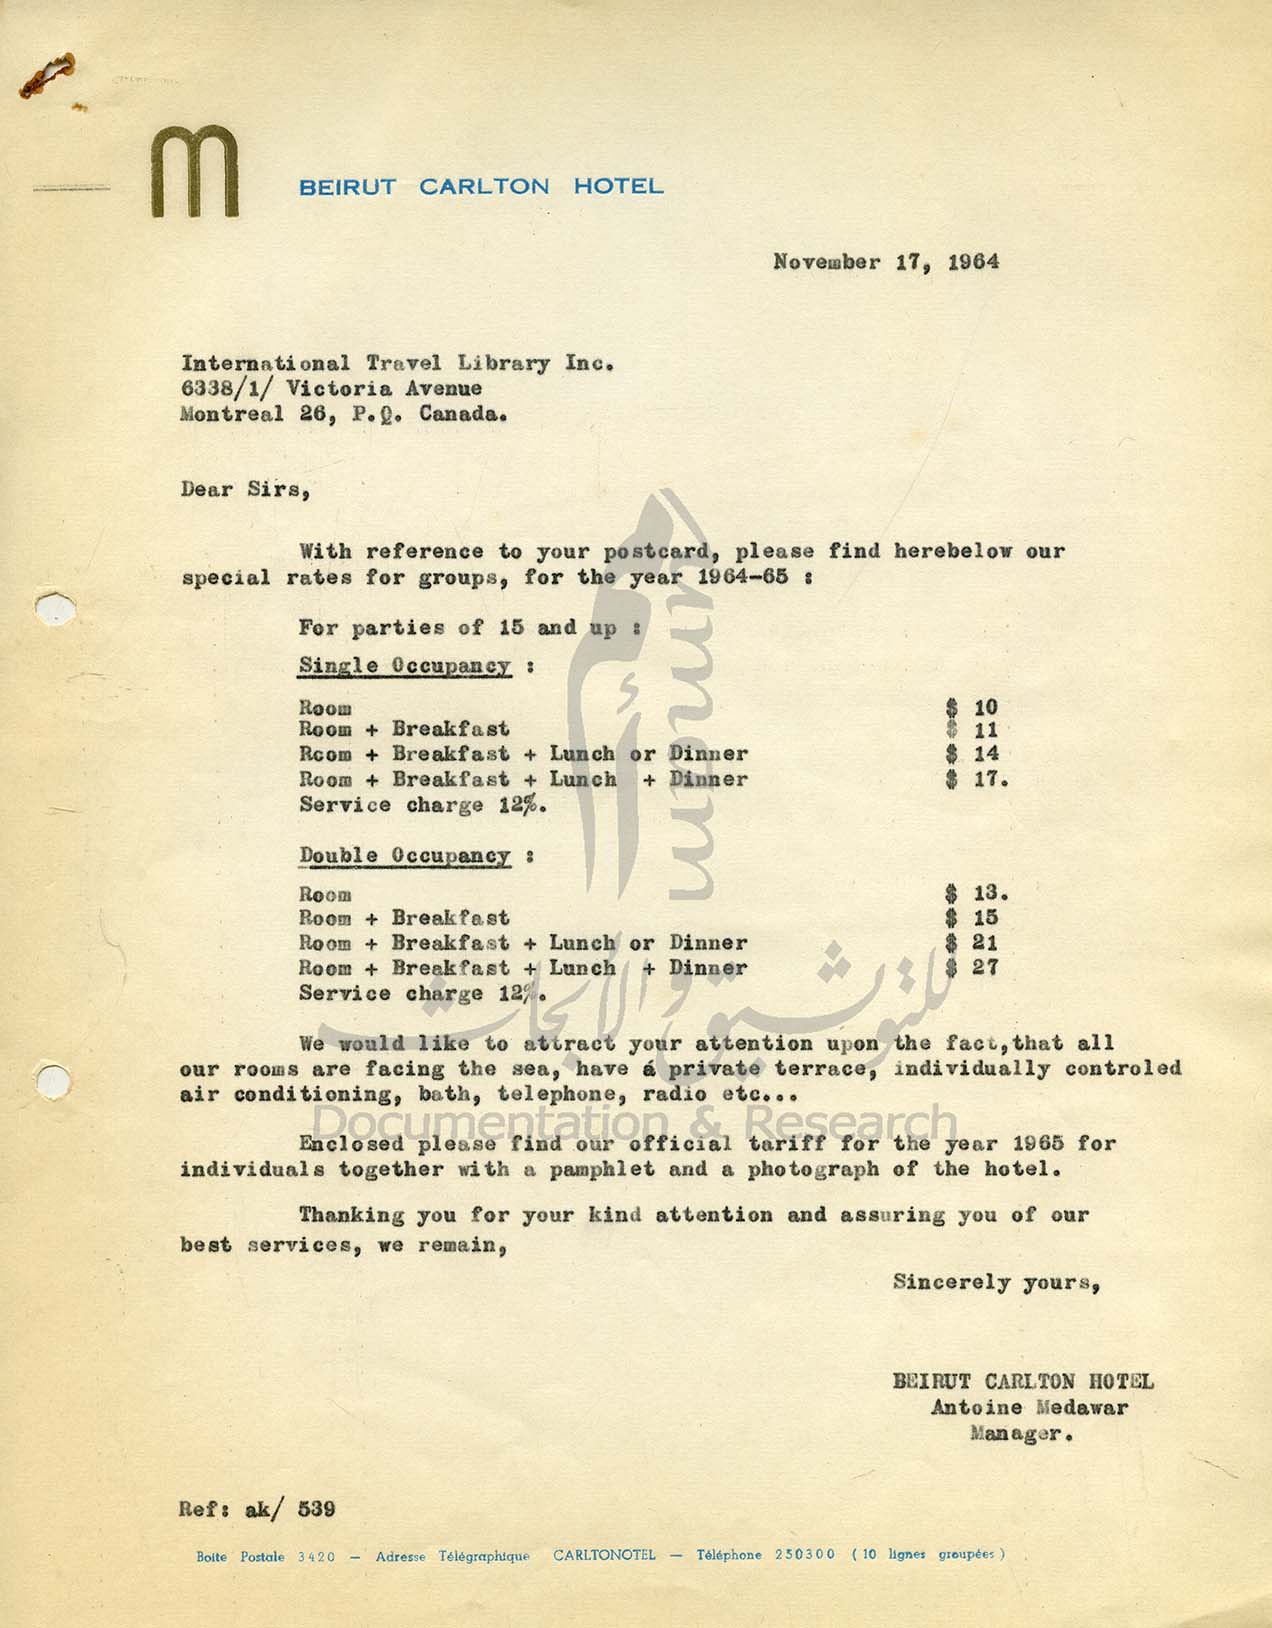 m
BEIRUT CARLTON HOTEL
November 17, 1964
International Travel Library Inc.
6338/1/ Victoria Avenue
Montreal 26, P.Q. Canada.
Dear Sirs,
With reference to your postcard, please find herebelow our
special rates for groups, for the year 1964-65 :
For parties of 15 and up :
Single Occupancy :
Room $ 10
Room + Breakfast $ 11
Room + Breakfast + Lunch or Dinner $ 14
Room + Breakfast + Lunch + Dinner $ 17.
Service charge 12%.
Double Occupancy :
Room $ 13.
Room + Breakfast $ 15
Room + Breakfast + Lunch or Dinner $ 21
Room + Breakfast + Lunch + Dinner $ 27
Service charge 12%.
We would like to attract your attention upon the fact,that all
our rooms are facing the sea, have á private terrace, individually controled
air conditioning, bath, telephone, radio etc...
Enclosed please find our official tariff for the year 1965 for
individuals together with a pamphlet and a photograph of the hotel.
Thanking you for your kind attention and assuring you of our
best services, we remain,
Sincerely yours,
BEIRUT CARLTON HOTEL
Antoine Medawar
Manager.
Ref: ak/ 539
Boite Postale 3420 — Adresse Télégraphique CARLTONOTEL — Téléphone 250300 ( 10 lignes groupées )
أمم
umam
للتوثيق والأبحاث
Documentation & Research